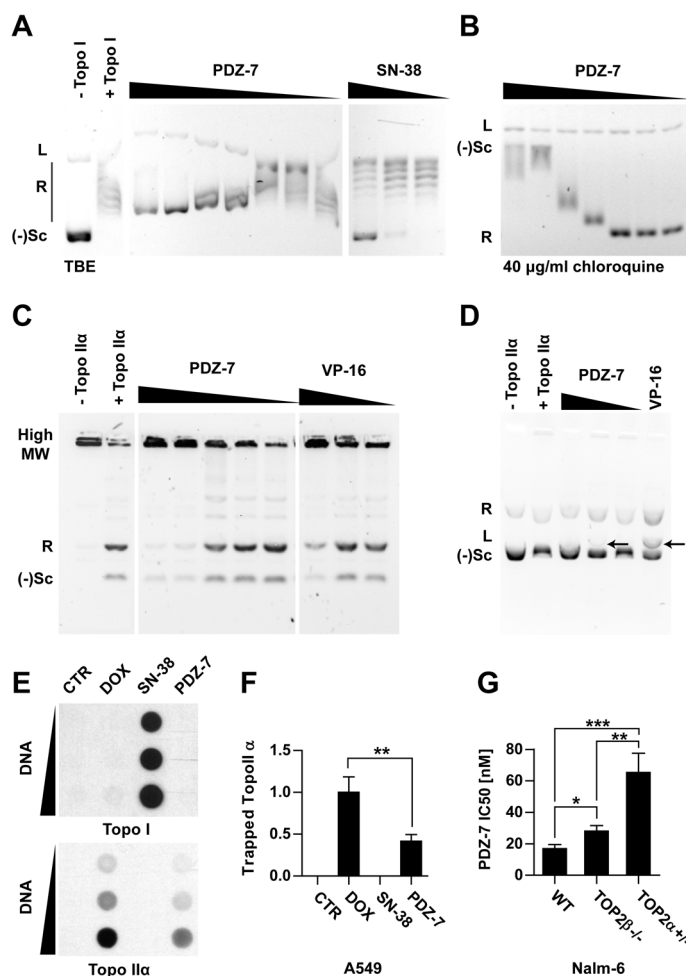 A
- Topo I
+ Topo I
PDZ-7
SN-38
L
R
(-)Sc
TBE
B
PDZ-7
L
(-)Sc
R
40 µg/ml chloroquine
C
- Topo IIα
+ Topo IIα
PDZ-7
VP-16
High
MW
R
(-)Sc
D
- Topo IIα
+ Topo IIα
PDZ-7
VP-16
R
L
(-)Sc
E
CTR
DOX
SN-38
PDZ-7
DNA
Topo I
DNA
Topo IIα
F
Trapped TopoII α
1.5
1.0
0.5
0.0
**
CTR
DOX
SN-38
PDZ-7
A549
G
PDZ-7 IC50 [nM]
80
60
40
20
0
***
**
*
WT
TOP2β-/-
TOP2α+/-
Nalm-6